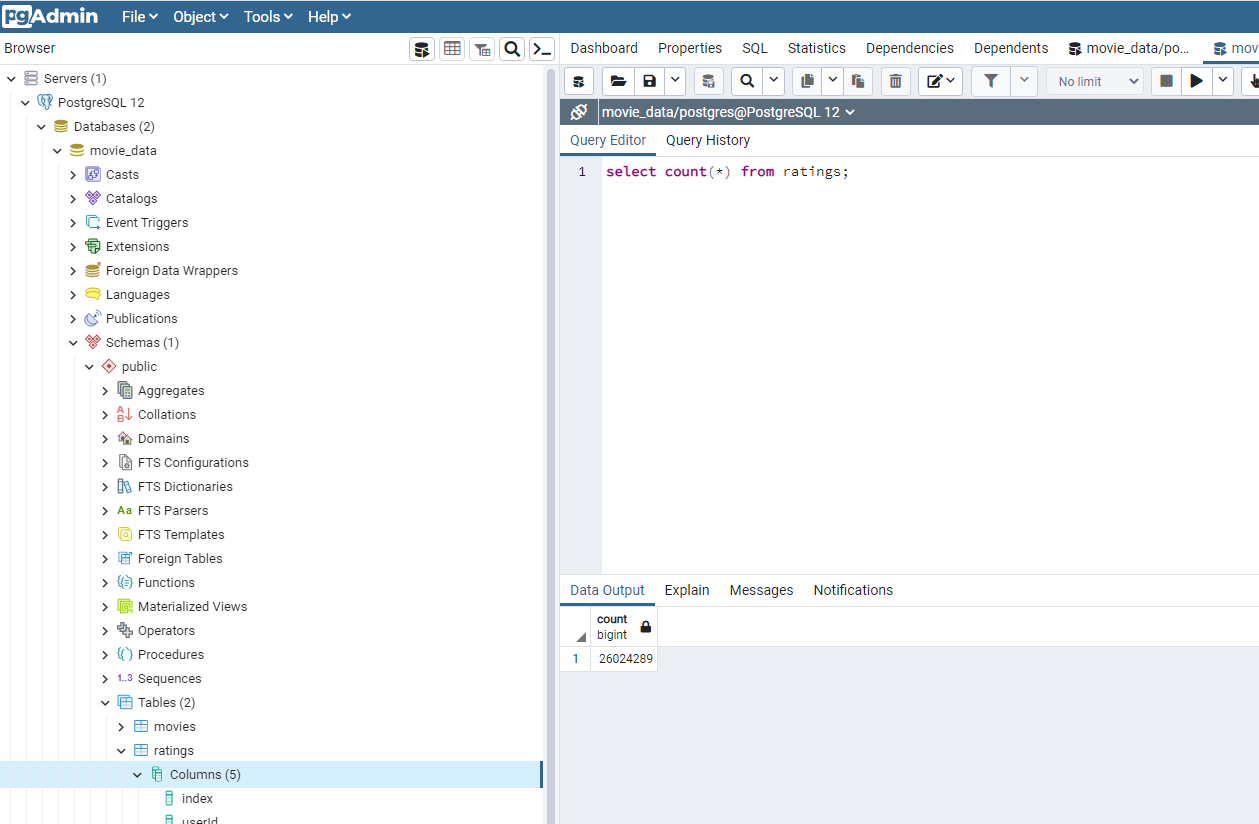 pgAdmin File Object Tools Help
Browser
Servers (1)
PostgreSQL 12
Databases (2)
movie_data
Casts
Catalogs
Event Triggers
Extensions
Foreign Data Wrappers
Languages
Publications
Schemas (1)
public
Aggregates
Collations
Domains
FTS Configurations
FTS Dictionaries
Aa FTS Parsers
FTS Templates
Foreign Tables
Functions
Materialized Views
Operators
Procedures
1..3 Sequences
Tables (2)
movies
ratings
Columns (5)
index
userId
Dashboard Properties SQL Statistics Dependencies Dependents movie_data/po... mov
No limit
movie_data/postgres@PostgreSQL 12
Query Editor Query History
1 select count(*) from ratings;
Data Output Explain Messages Notifications
count
bigint
1 26024289